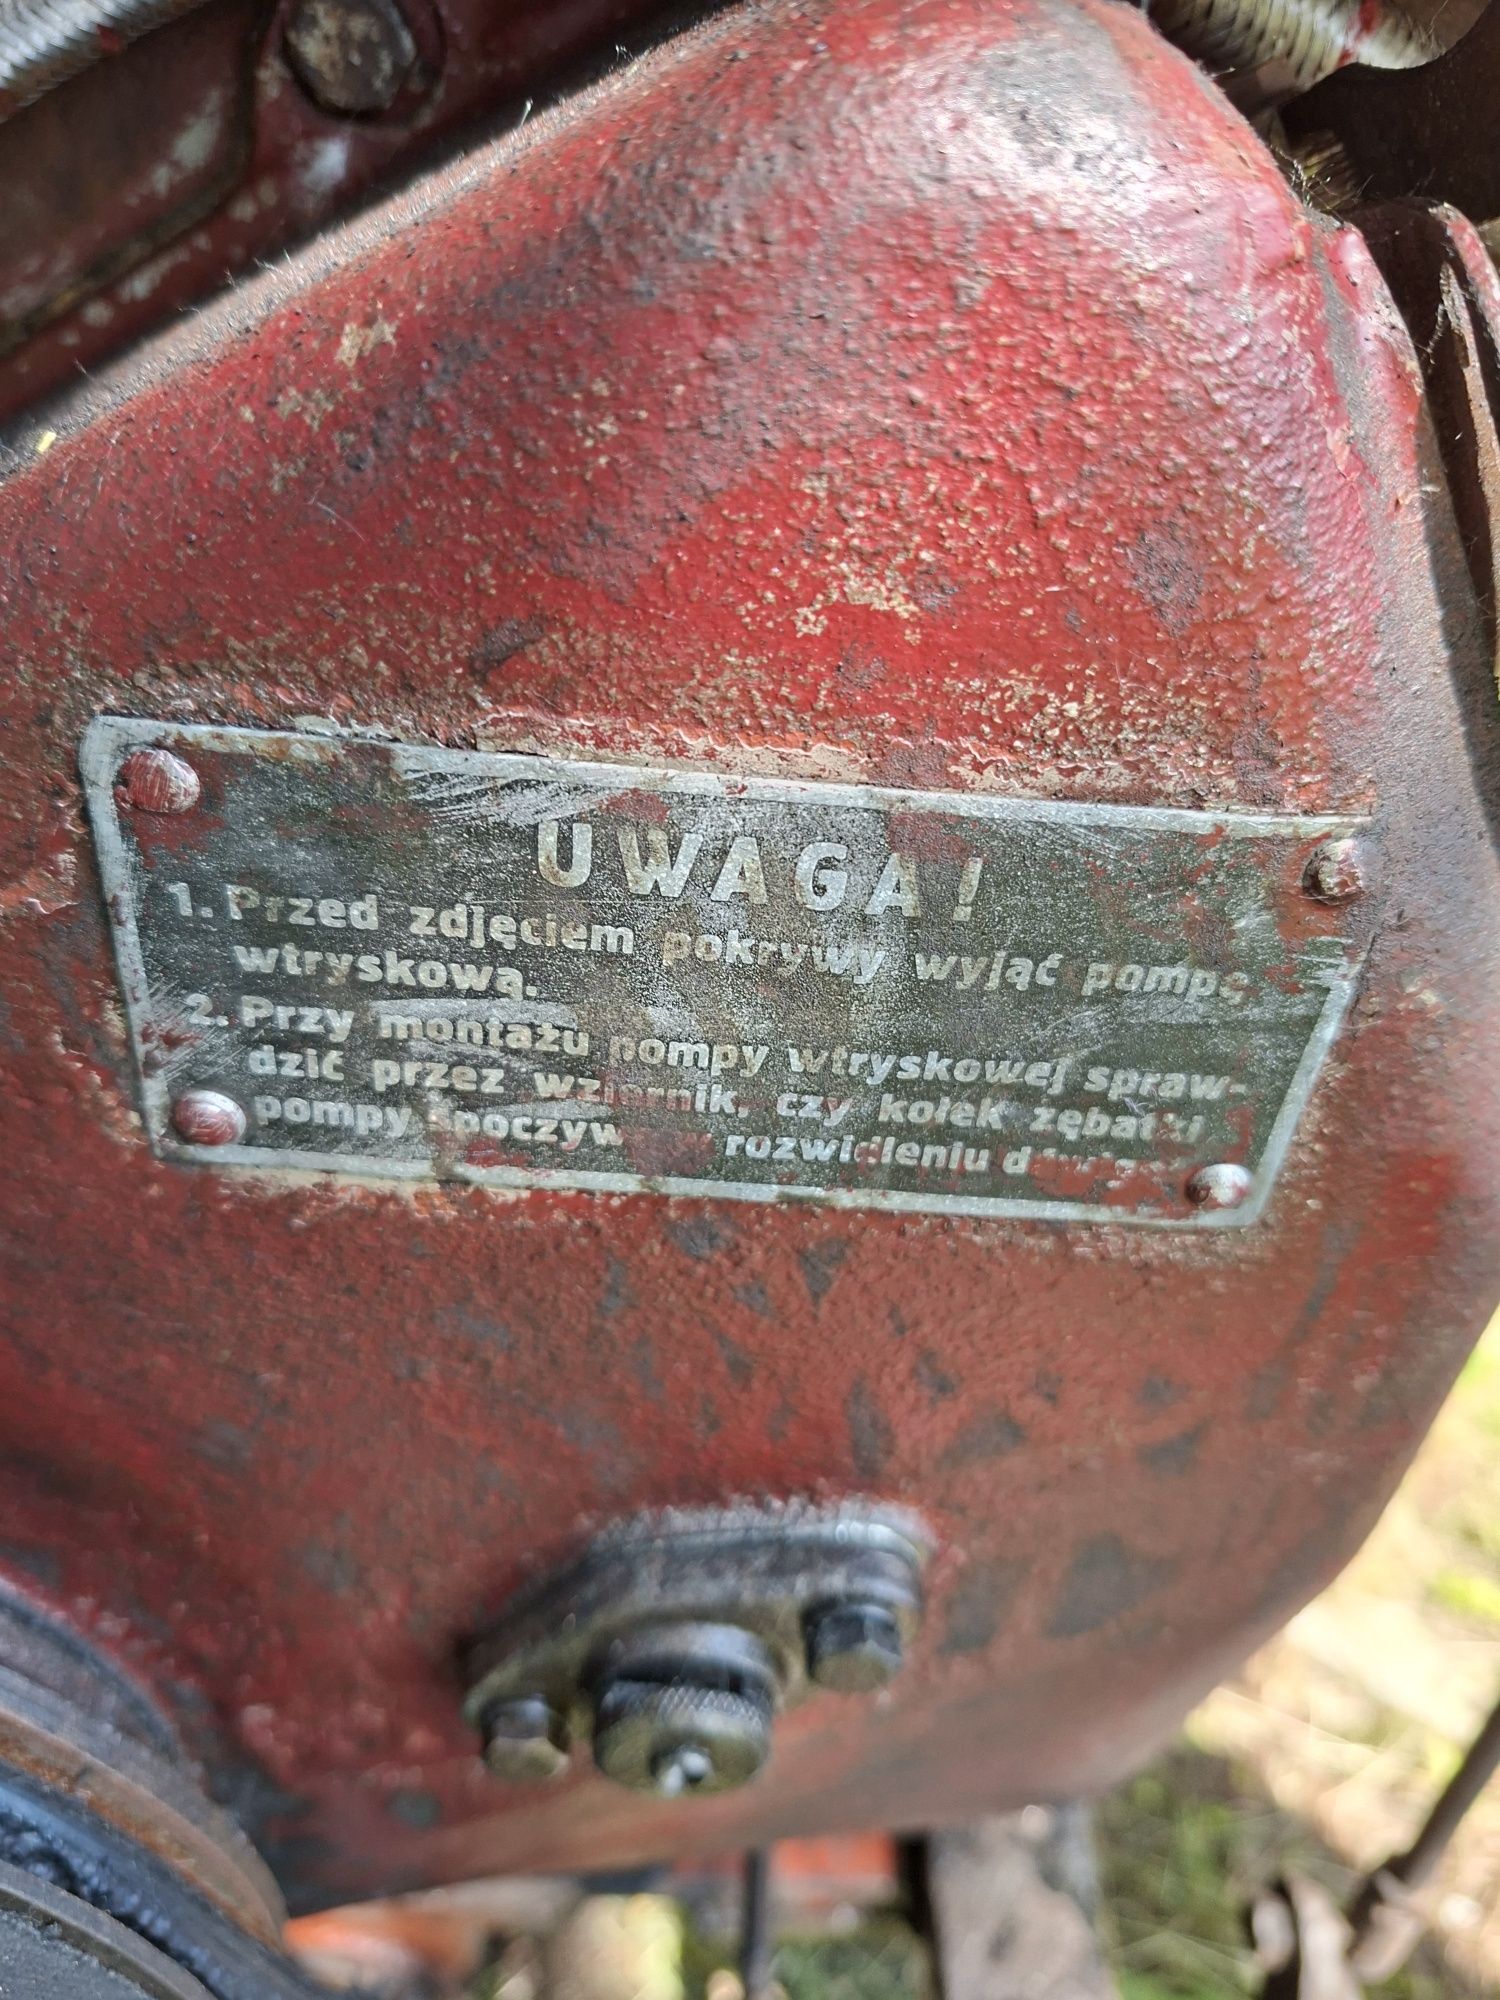 UWAGA!
1. Przed zdjęciem pokrywy wyjąć pompę
wtryskową.
2. Przy montażu pompy wtryskowej spraw-
dzić przez wziernik, czy kołek zębatki
pompy spoczywa rozwidleniu